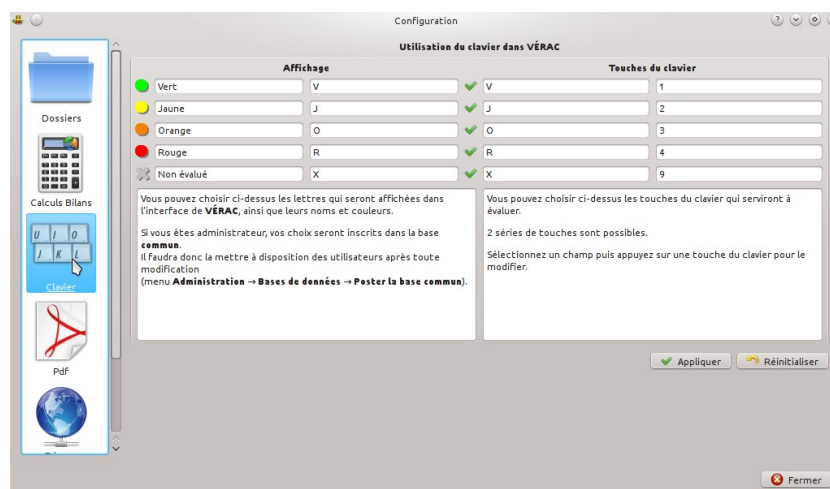 Configuration
Utilisation du clavier dans VÉRAC
Affichage
Touches du clavier
Vert V V 1
Jaune J J 2
Orange O O 3
Rouge R R 4
Non évalué X X 9
Dossiers
Calculs Bilans
U I O
J K L
Clavier
Pdf
Vous pouvez choisir ci-dessus les lettres qui seront affichées dans
l'interface de VÉRAC, ainsi que leurs noms et couleurs.
Si vous êtes administrateur, vos choix seront inscrits dans la base
commun.
Il faudra donc la mettre à disposition des utilisateurs après toute
modification
(menu Administration → Bases de données → Poster la base commun).
Vous pouvez choisir ci-dessus les touches du clavier qui serviront à
évaluer.
2 séries de touches sont possibles.
Sélectionnez un champ puis appuyez sur une touche du clavier pour le
modifier.
Appliquer
Réinitialiser
Fermer